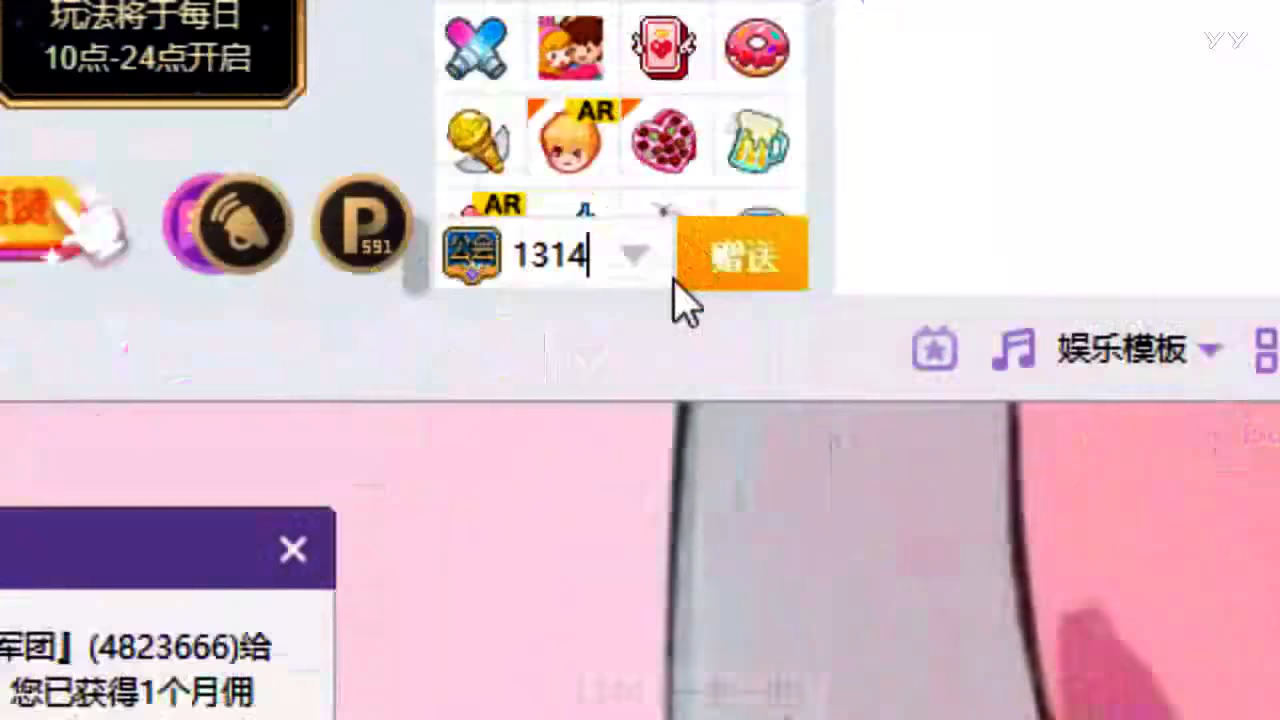 玩法将于每日
10点-24点开启
YY
AR
AR
P
591
公会
1314
赠送
娱乐模板
军团』(4823666)给
您已获得1个月佣